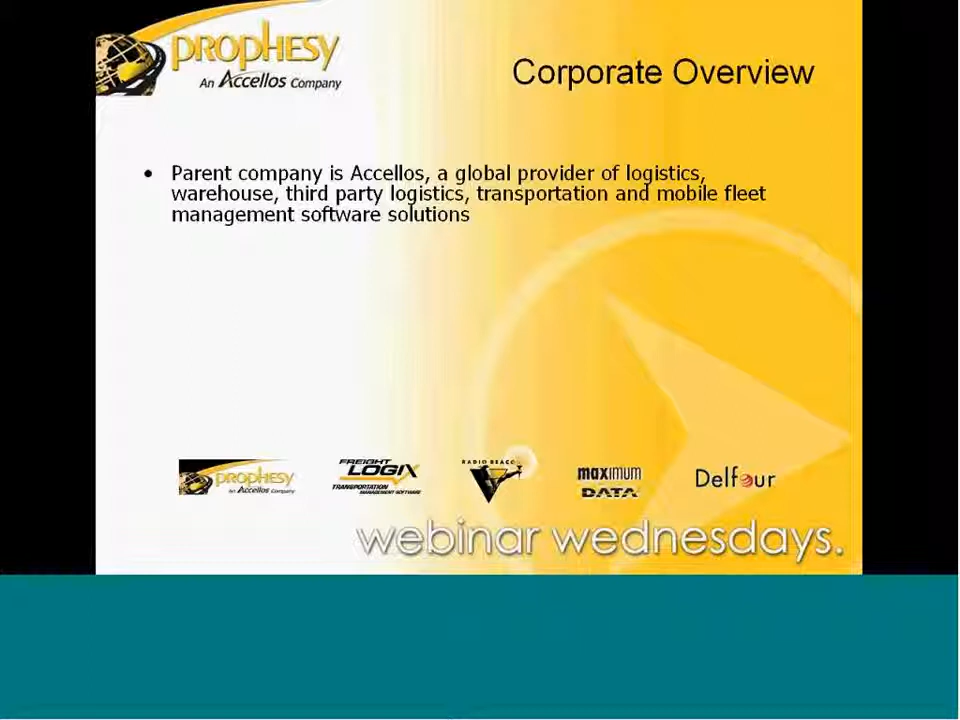 PROPHESY
An Accellos Company
Corporate Overview
• Parent company is Accellos, a global provider of logistics,
warehouse, third party logistics, transportation and mobile fleet
management software solutions
PROPHESY
An Accellos Company
FREIGHT
LOGIX
TRANSPORTATION
MANAGEMENT SOFTWARE
RADIO BEACON
maximum
DATA
Delfour
webinar wednesdays.